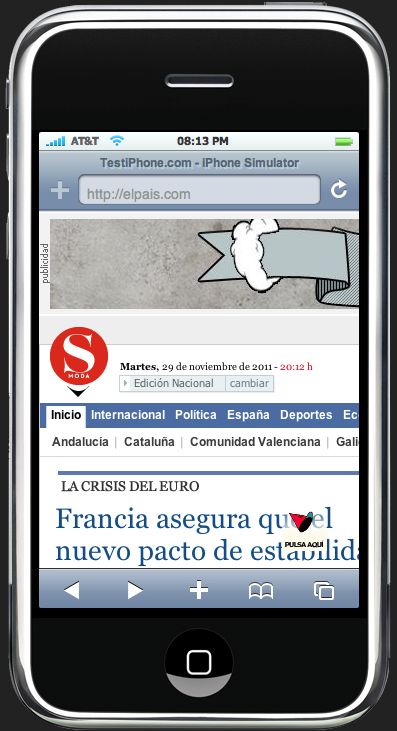 AT&T 08:13 PM
TestiPhone.com - iPhone Simulator
http://elpais.com
publicidad
S
MODA
Martes, 29 de noviembre de 2011 - 20:12 h
Edición Nacional cambiar
Inicio Internacional Política España Deportes Ec
Andalucía | Cataluña | Comunidad Valenciana | Gali
LA CRISIS DEL EURO
Francia asegura que el
nuevo pacto de estabilida
PULSA AQUÍ